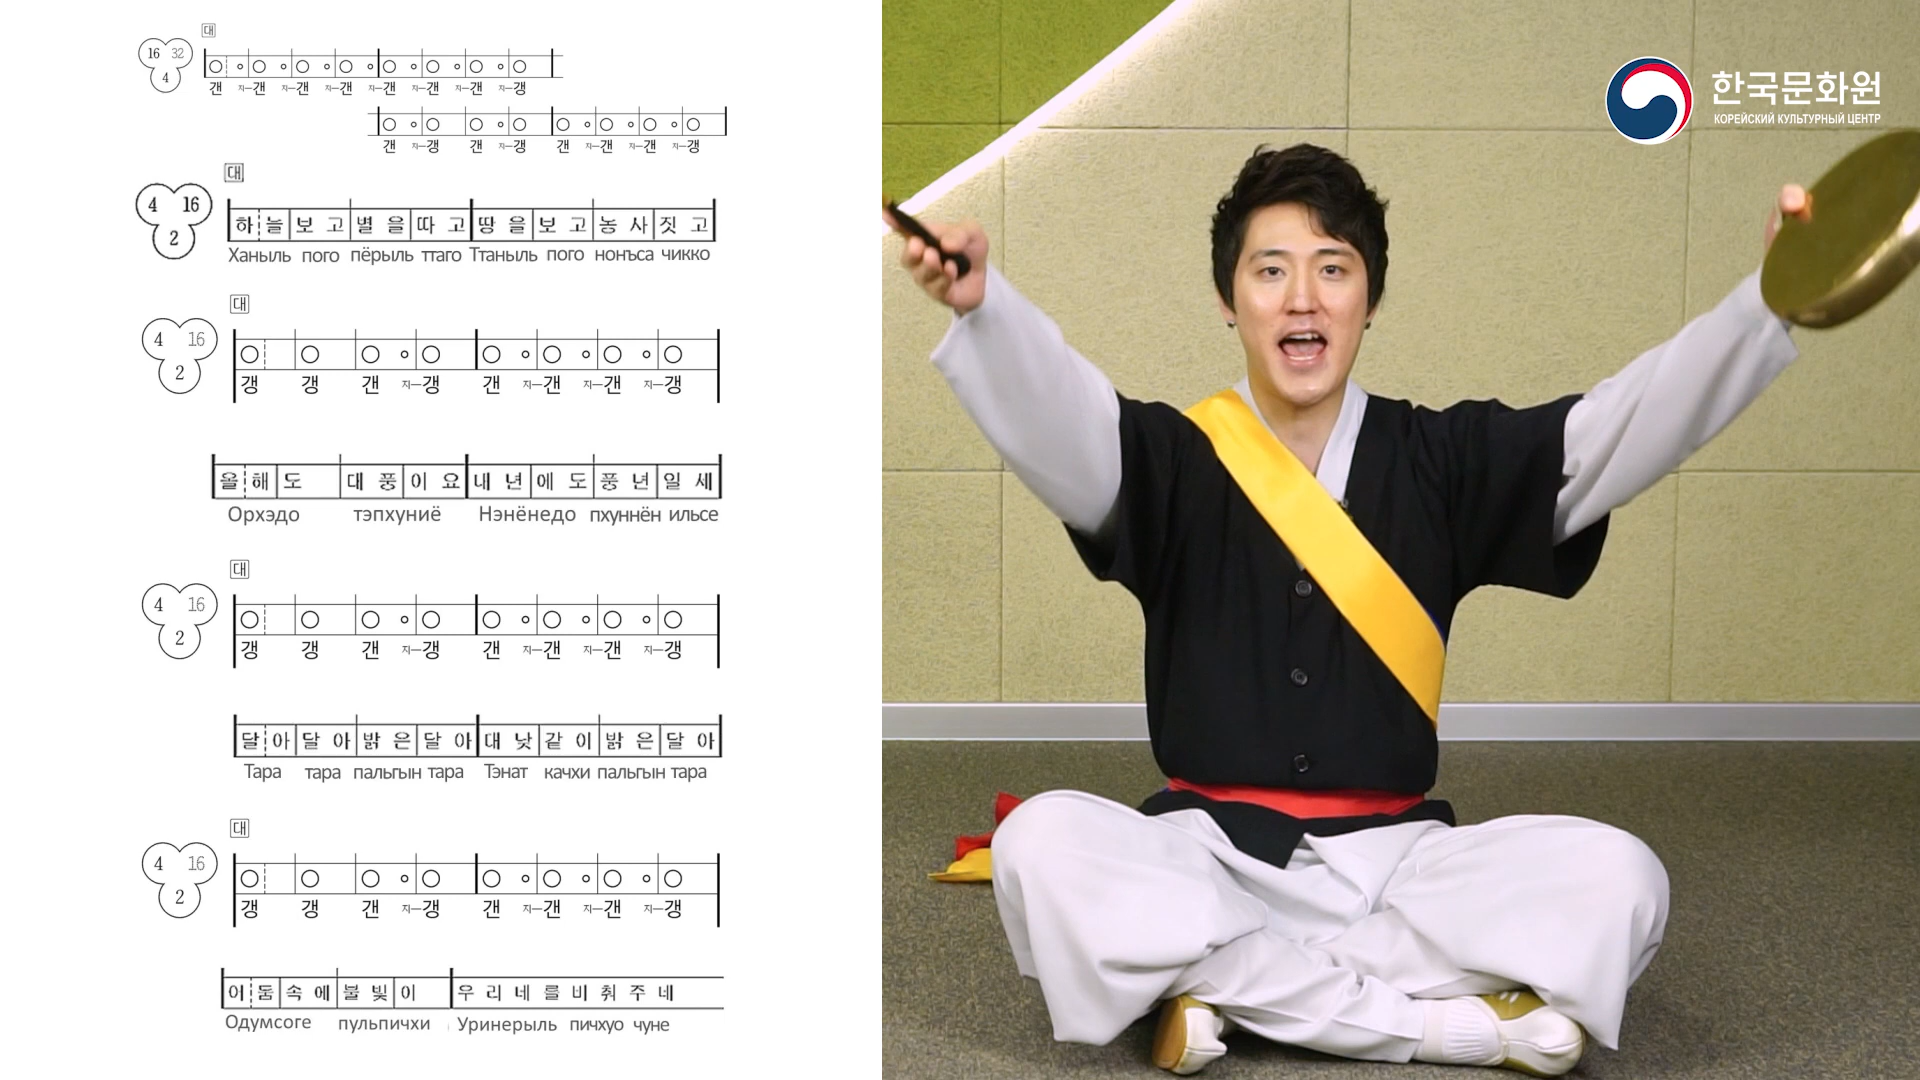 대
16 32
4
갠 지—갠 지—갠 지—갠 지—갠 지—갠 지—갠 지—갱
갠 지—갱 갠 지—갱 갠 지—갠 지—갠 지—갱
대
4 16
2
하늘보고별을따고땅을보고농사짓고
Ханыль пого пёрыль ттаго Ттаныль пого нонъса чикко
대
4 16
2
갱 갱 갠 지—갱 갠 지—갠 지—갠 지—갱
올해도 대풍이요내년에도풍년일세
Орхэдо тэпхуниё Нэнёнедо пхуннён ильсе
대
4 16
2
갱 갱 갠 지—갱 갠 지—갠 지—갠 지—갱
달아달아밝은달아대낮같이밝은달아
Тара тара пальгын тара Тэнат качхи пальгын тара
대
4 16
2
갱 갱 갠 지—갱 갠 지—갠 지—갠 지—갱
어둠속에불빛이 우리네를비춰주네
Одумсоге пульпичхи Уринерыль пичхуо чуне
한국문화원
КОРЕЙСКИЙ КУЛЬТУРНЫЙ ЦЕНТР